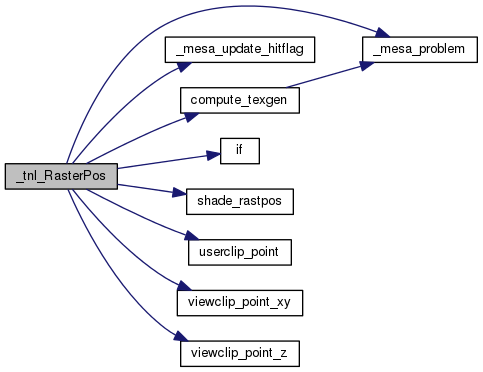 _mesa_update_hitflag
_mesa_problem
compute_texgen
if
_tnl_RasterPos
shade_rastpos
userclip_point
viewclip_point_xy
viewclip_point_z